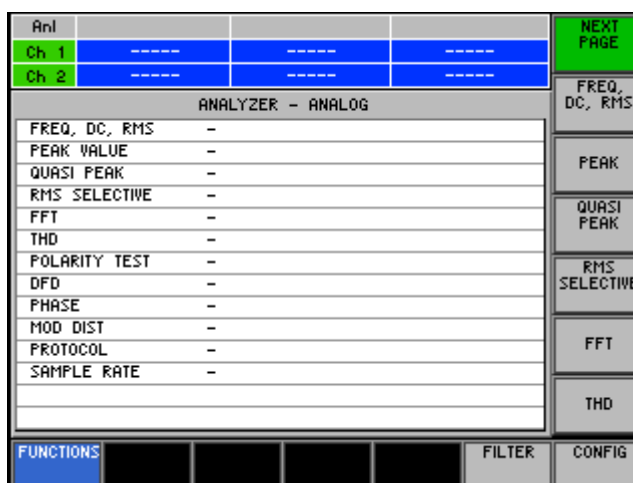 Anl
Ch 1 ----- ----- -----
Ch 2 ----- ----- -----
ANALYZER - ANALOG
FREQ, DC, RMS -
PEAK VALUE -
QUASI PEAK -
RMS SELECTIVE -
FFT -
THD -
POLARITY TEST -
DFD -
PHASE -
MOD DIST -
PROTOCOL -
SAMPLE RATE -
NEXT
PAGE
FREQ,
DC, RMS
PEAK
QUASI
PEAK
RMS
SELECTIVE
FFT
THD
FUNCTIONS FILTER CONFIG